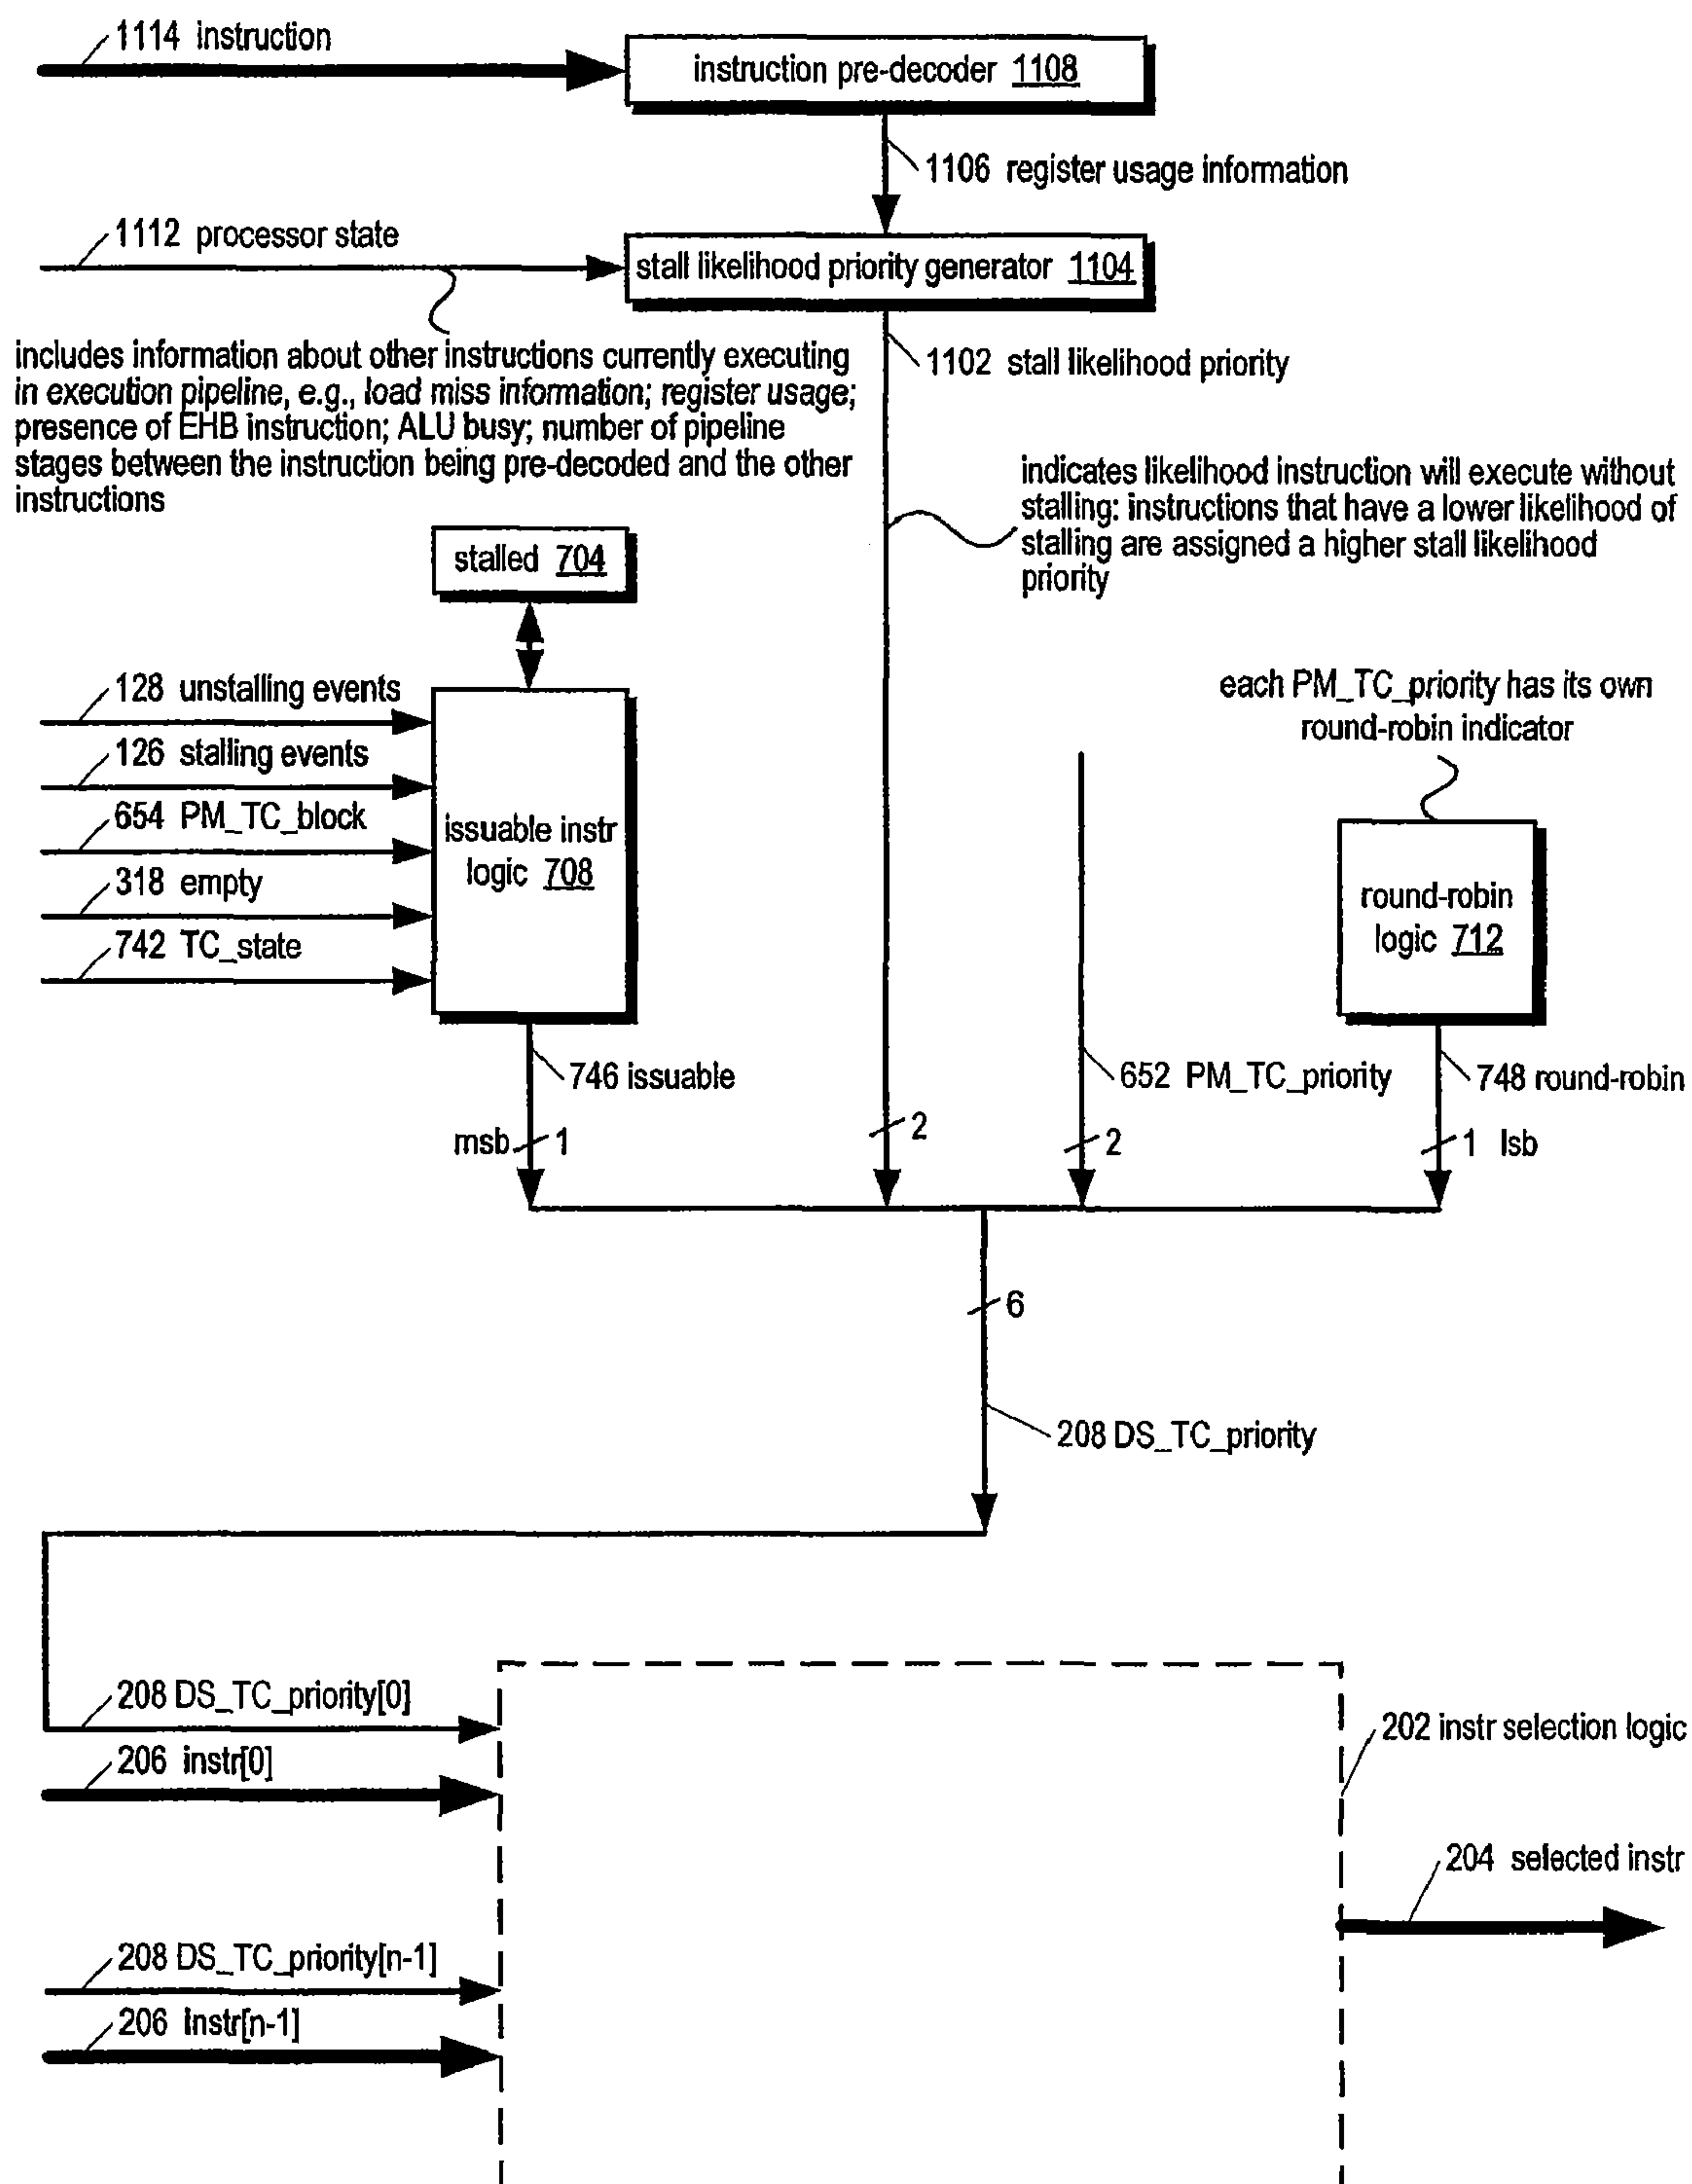 1114 instruction
instruction pre-decoder 1108
1106 register usage information
1112 processor state
stall likelihood priority generator 1104
includes information about other instructions currently executing
in execution pipeline, e.g., load miss information; register usage;
presence of EHB instruction; ALU busy; number of pipeline
stages between the instruction being pre-decoded and the other
instructions
1102 stall likelihood priority
indicates likelihood instruction will execute without
stalling: instructions that have a lower likelihood of
stalling are assigned a higher stall likelihood
priority
stalled 704
128 unstalling events
126 stalling events
654 PM_TC_block
318 empty
742 TC_state
issuable instr
logic 708
each PM_TC_priority has its own
round-robin indicator
round-robin
logic 712
746 issuable
652 PM_TC_priority
748 round-robin
msb 1
2
2
1 lsb
6
208 DS_TC_priority
208 DS_TC_priority[0]
206 instr[0]
202 instr selection logic
204 selected instr
208 DS_TC_priority[n-1]
206 Instr[n-1]